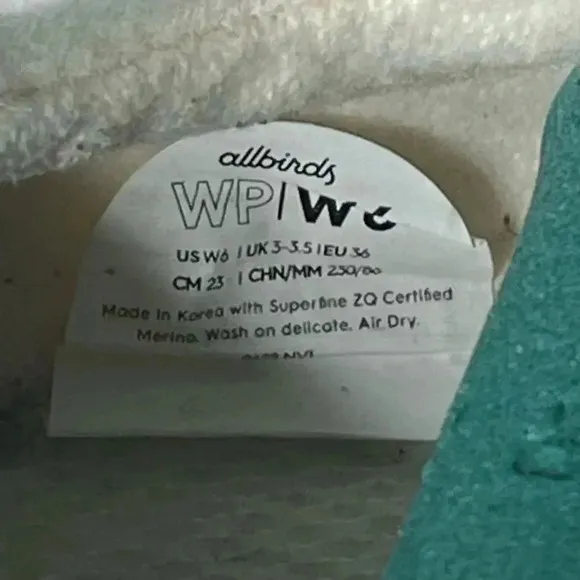 allbirds
WP|W6
US W6 | UK 3-3.5 | EU 36
CM 23 | CHN/MM 230/
Made in Korea with Superfine ZQ Certified
Merino. Wash on delicate. Air Dry.